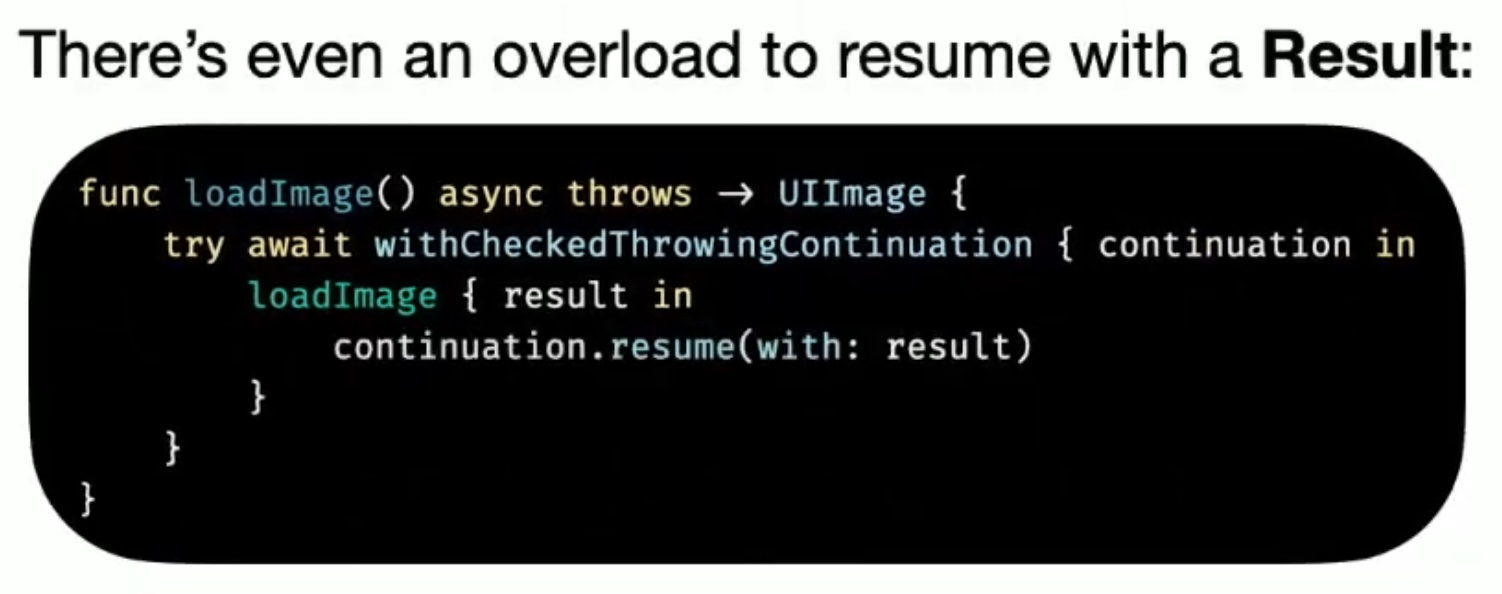 There’s even an overload to resume with a Result:
func loadImage() async throws → UIImage {
    try await withCheckedThrowingContinuation { continuation in
        loadImage { result in
            continuation.resume(with: result)
        }
    }
}